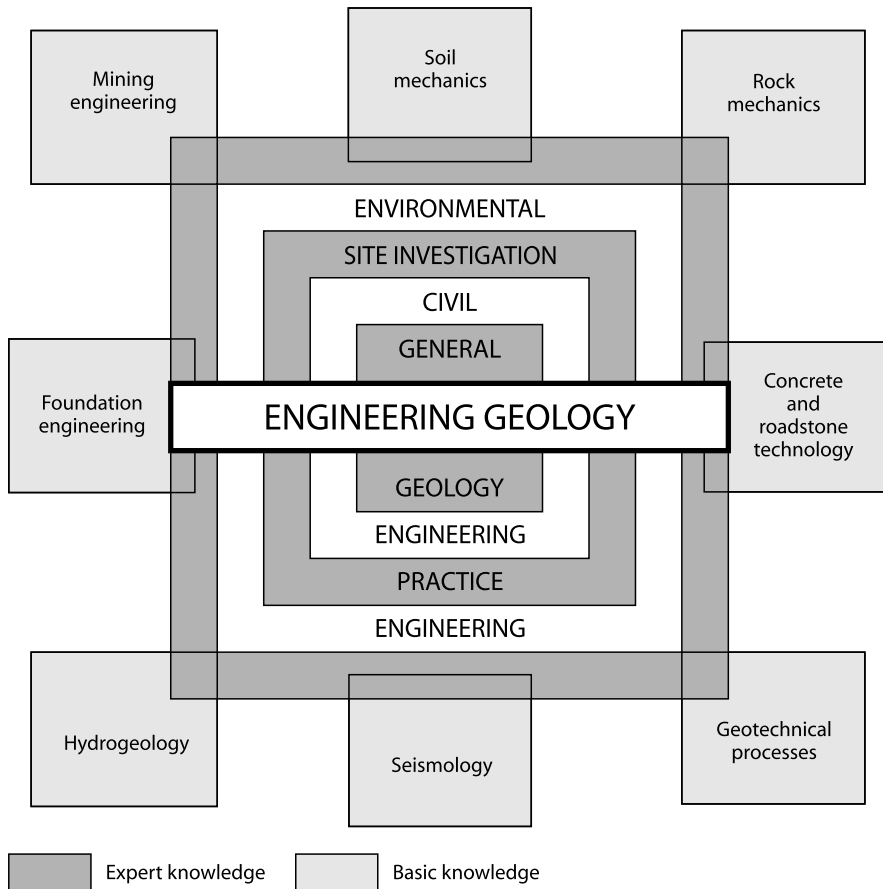 Mining
engineering
Soil
mechanics
Rock
mechanics
ENVIRONMENTAL
SITE INVESTIGATION
CIVIL
GENERAL
Foundation
engineering
ENGINEERING GEOLOGY
Concrete
and
roadstone
technology
GEOLOGY
ENGINEERING
PRACTICE
ENGINEERING
Hydrogeology
Seismology
Geotechnical
processes
Expert knowledge
Basic knowledge